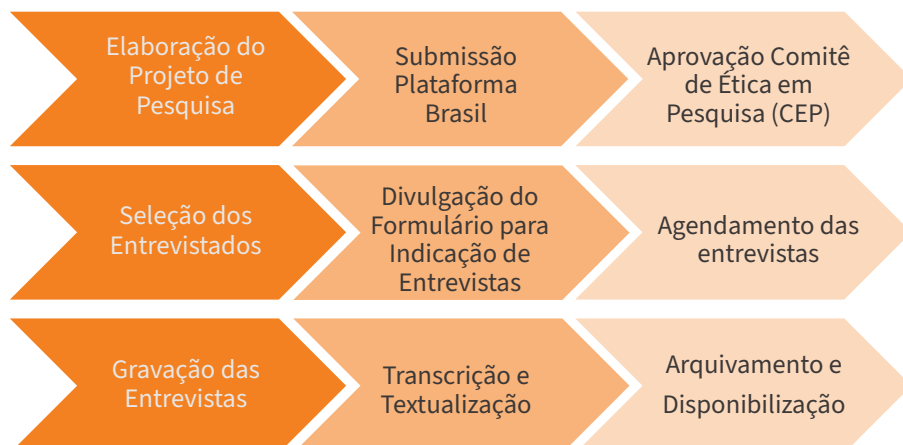 Elaboração do
Projeto de
Pesquisa
Submissão
Plataforma
Brasil
Aprovação Comitê
de Ética em
Pesquisa (CEP)
Seleção dos
Entrevistados
Divulgação do
Formulário para
Indicação de
Entrevistas
Agendamento das
entrevistas
Gravação das
Entrevistas
Transcrição e
Textualização
Arquivamento e
Disponibilização